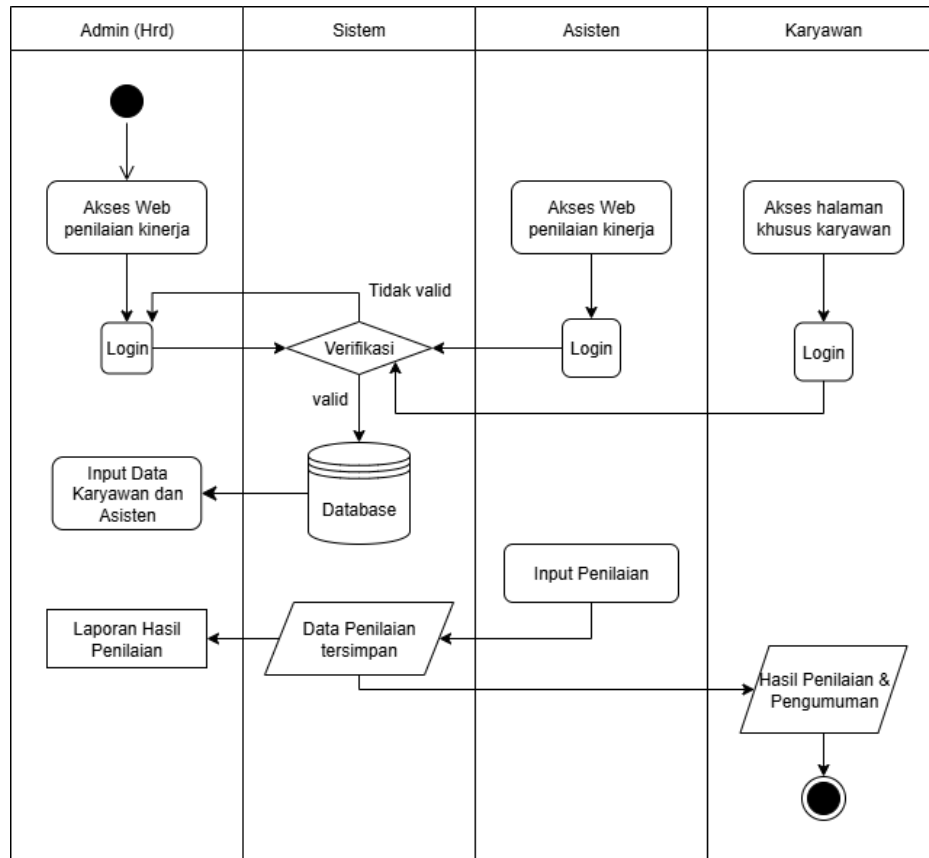 Admin (Hrd)
Sistem
Asisten
Karyawan
Akses Web
penilaian kinerja
Akses Web
penilaian kinerja
Akses halaman
khusus karyawan
Tidak valid
Login
Verifikasi
Login
Login
valid
Input Data
Karyawan dan
Asisten
Database
Input Penilaian
Laporan Hasil
Penilaian
Data Penilaian
tersimpan
Hasil Penilaian &
Pengumuman